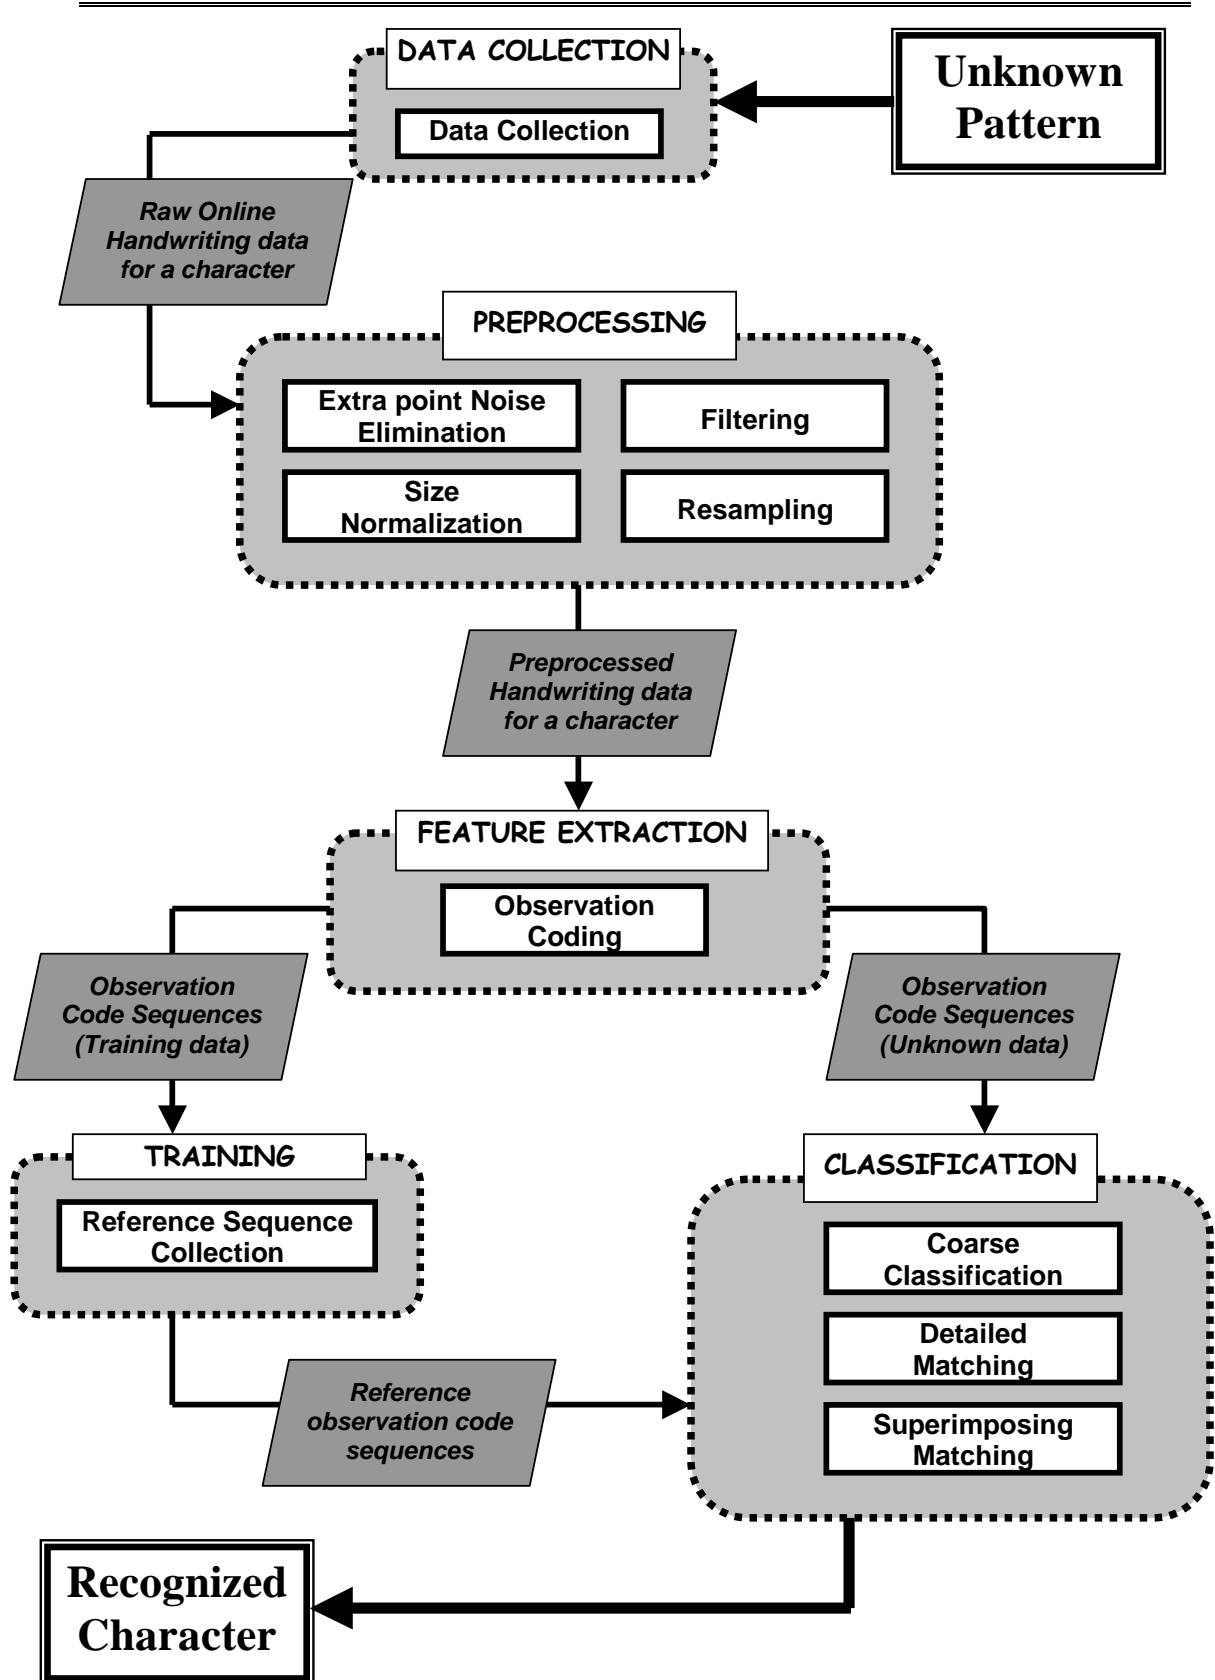 DATA COLLECTION
Unknown
Pattern
Data Collection
Raw Online
Handwriting data
for a character
PREPROCESSING
Extra point Noise
Elimination
Filtering
Size
Normalization
Resampling
Preprocessed
Handwriting data
for a character
FEATURE EXTRACTION
Observation
Coding
Observation
Code Sequences
(Training data)
Observation
Code Sequences
(Unknown data)
TRAINING
Reference Sequence
Collection
CLASSIFICATION
Coarse
Classification
Detailed
Matching
Superimposing
Matching
Reference
observation code
sequences
Recognized
Character